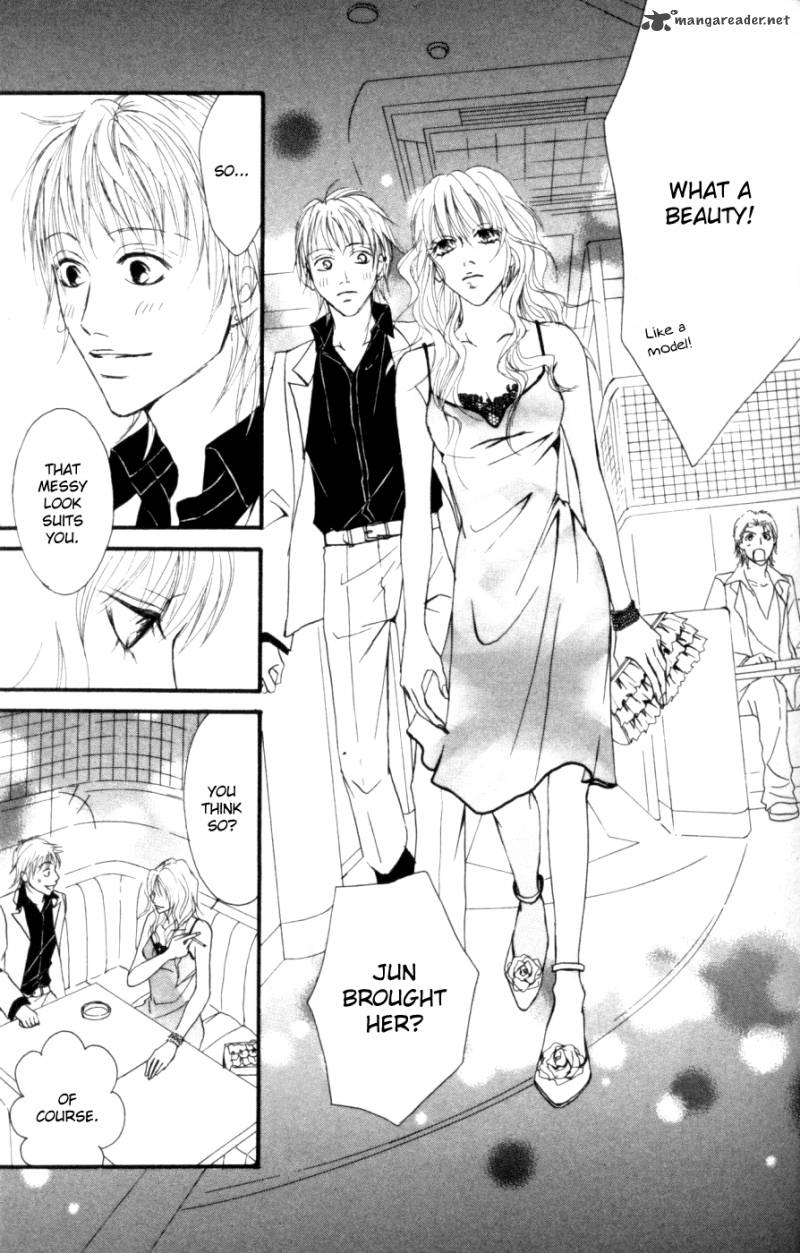 mangareader.net
WHAT A
BEAUTY!
Like a
model!
JUN
BROUGHT
HER?
SO...
THAT
MESSY
LOOK
SUITS
YOU.
YOU
THINK
SO?
OF
COURSE.